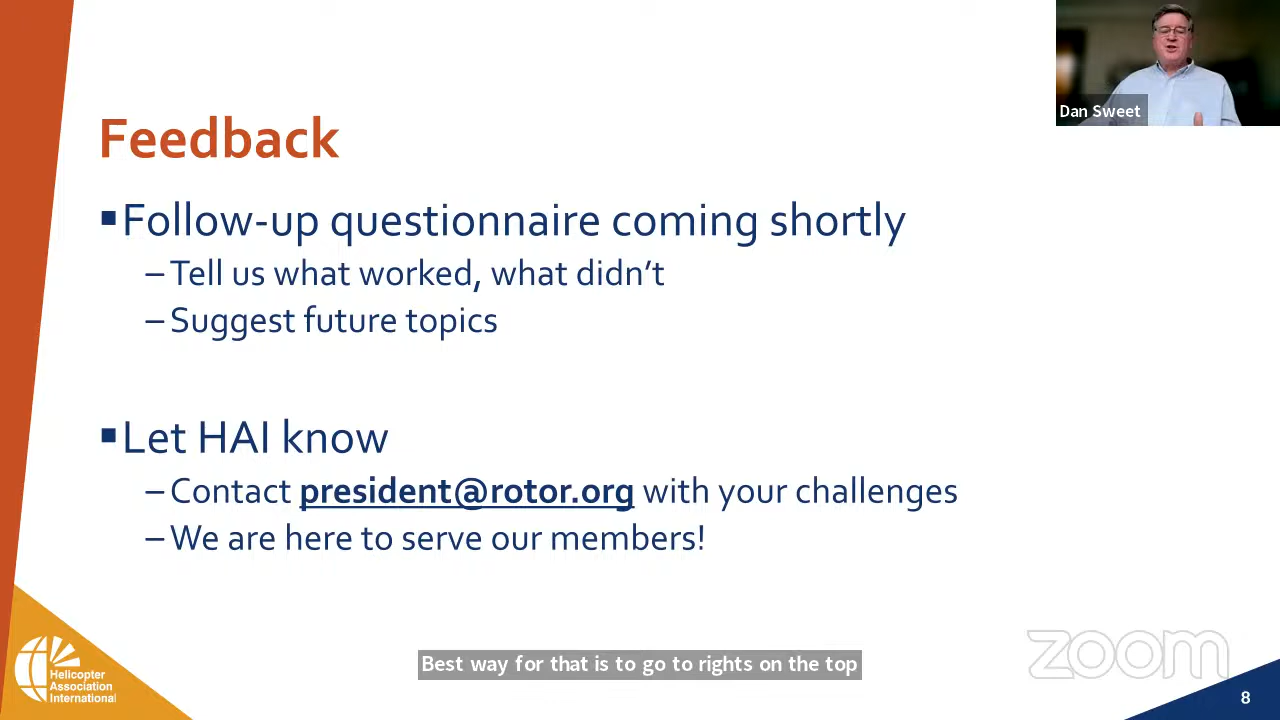 Dan Sweet
Feedback
▪Follow-up questionnaire coming shortly
–Tell us what worked, what didn’t
–Suggest future topics
▪Let HAI know
–Contact president@rotor.org with your challenges
–We are here to serve our members!
Best way for that is to go to rights on the top
Helicopter
Association
International
zoom
8